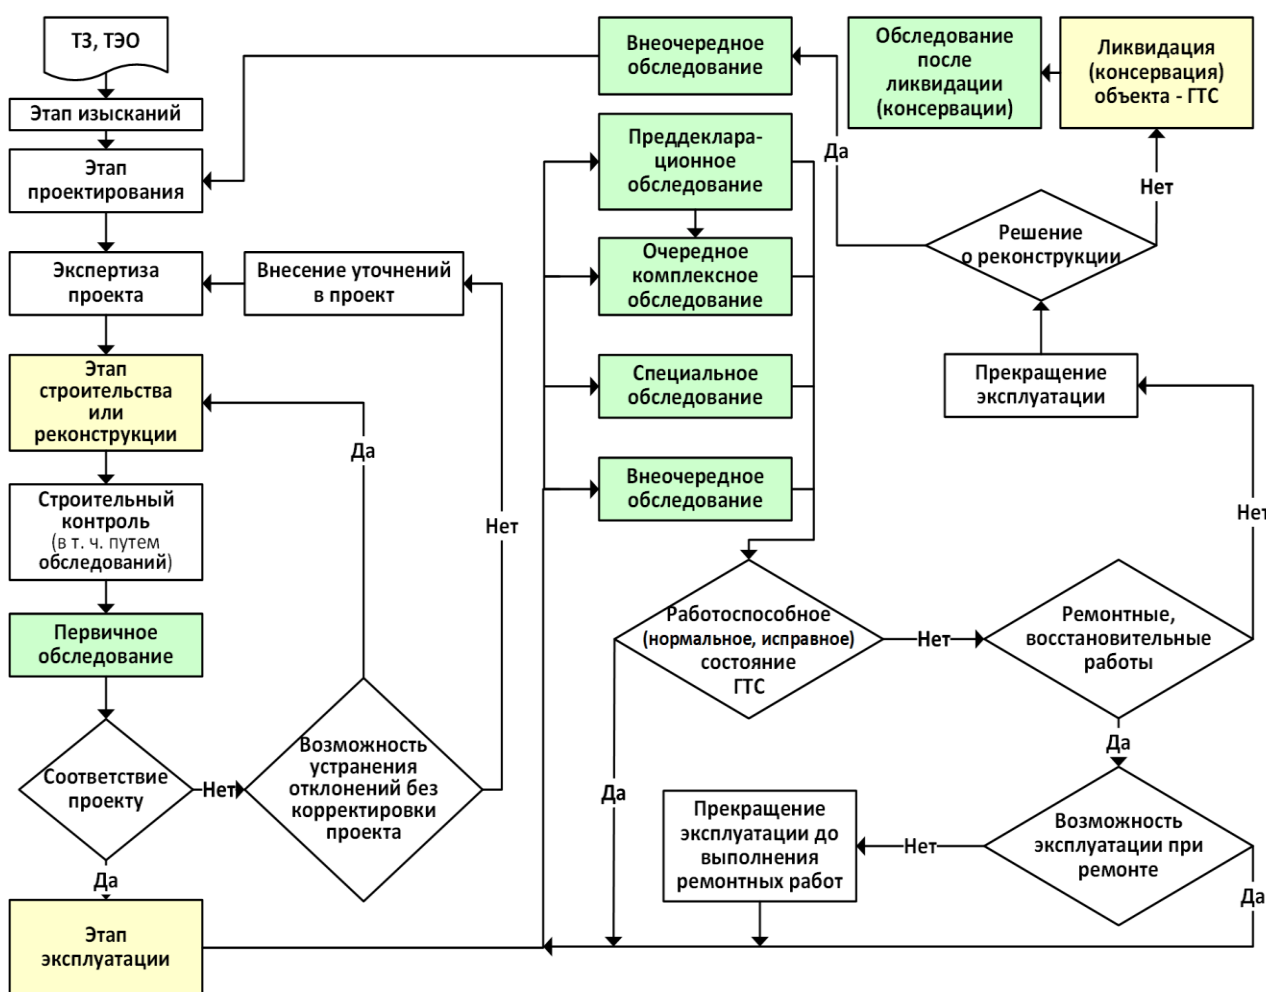 ТЗ, ТЭО
Этап изысканий
Этап
проектирования
Экспертиза
проекта
Внесение уточнений
в проект
Этап
строительства
или
реконструкции
Строительный
контроль
(в т. ч. путем
обследований)
Первичное
обследование
Соответствие
проекту
Нет
Возможность
устранения
отклонений без
корректировки
проекта
Да
Нет
Да
Этап
эксплуатации
Внеочередное
обследование
Преддеклара-
ционное
обследование
Очередное
комплексное
обследование
Специальное
обследование
Внеочередное
обследование
Работоспособное
(нормальное, исправное)
состояние
ГТС
Да
Нет
Ремонтные,
восстановительные
работы
Нет
Да
Возможность
эксплуатации при
ремонте
Нет
Да
Прекращение
эксплуатации до
выполнения
ремонтных работ
Прекращение
эксплуатации
Решение
о реконструкции
Да
Нет
Ликвидация
(консервация)
объекта - ГТС
Обследование
после
ликвидации
(консервации)